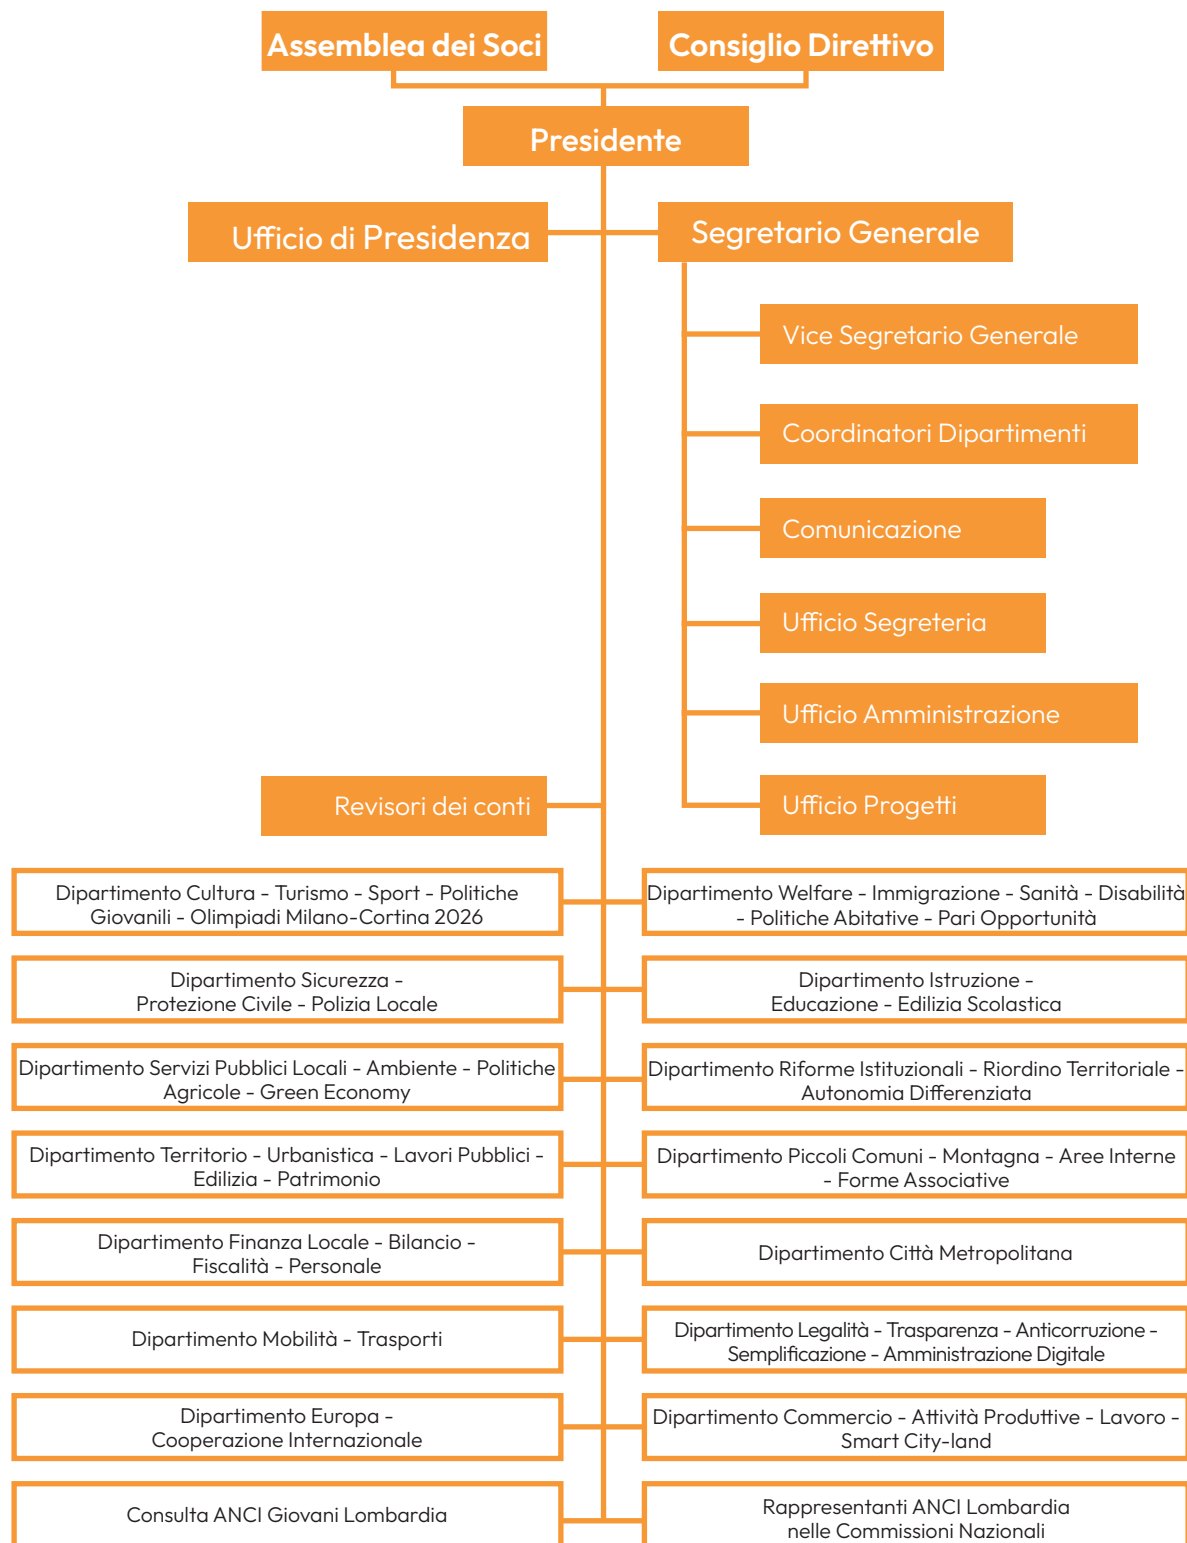 Assemblea dei Soci
Consiglio Direttivo
Presidente
Ufficio di Presidenza
Segretario Generale
Vice Segretario Generale
Coordinatori Dipartimenti
Comunicazione
Ufficio Segreteria
Ufficio Amministrazione
Revisori dei conti
Ufficio Progetti
Dipartimento Cultura - Turismo - Sport - Politiche
Giovanili - Olimpiadi Milano-Cortina 2026
Dipartimento Welfare - Immigrazione - Sanità - Disabilità
- Politiche Abitative - Pari Opportunità
Dipartimento Sicurezza -
Protezione Civile - Polizia Locale
Dipartimento Istruzione -
Educazione - Edilizia Scolastica
Dipartimento Servizi Pubblici Locali - Ambiente - Politiche
Agricole - Green Economy
Dipartimento Riforme Istituzionali - Riordino Territoriale -
Autonomia Differenziata
Dipartimento Territorio - Urbanistica - Lavori Pubblici -
Edilizia - Patrimonio
Dipartimento Piccoli Comuni - Montagna - Aree Interne
- Forme Associative
Dipartimento Finanza Locale - Bilancio -
Fiscalità - Personale
Dipartimento Città Metropolitana
Dipartimento Mobilità - Trasporti
Dipartimento Legalità - Trasparenza - Anticorruzione -
Semplificazione - Amministrazione Digitale
Dipartimento Europa -
Cooperazione Internazionale
Dipartimento Commercio - Attività Produttive - Lavoro -
Smart City-land
Consulta ANCI Giovani Lombardia
Rappresentanti ANCI Lombardia
nelle Commissioni Nazionali